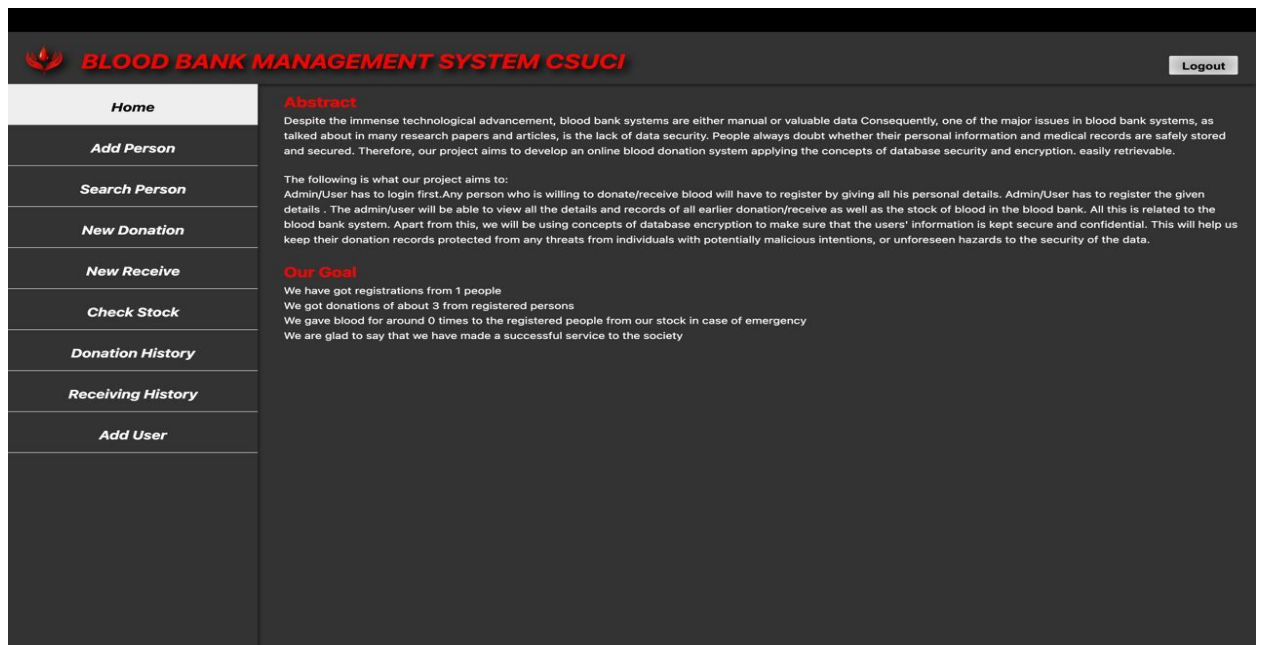 BLOOD BANK MANAGEMENT SYSTEM CSUCI
Logout
Home
Add Person
Search Person
New Donation
New Receive
Check Stock
Donation History
Receiving History
Add User
Abstract
Despite the immense technological advancement, blood bank systems are either manual or valuable data Consequently, one of the major issues in blood bank systems, as
talked about in many research papers and articles, is the lack of data security. People always doubt whether their personal information and medical records are safely stored
and secured. Therefore, our project aims to develop an online blood donation system applying the concepts of database security and encryption. easily retrievable.
The following is what our project aims to:
Admin/User has to login first.Any person who is willing to donate/receive blood will have to register by giving all his personal details. Admin/User has to register the given
details . The admin/user will be able to view all the details and records of all earlier donation/receive as well as the stock of blood in the blood bank. All this is related to the
blood bank system. Apart from this, we will be using concepts of database encryption to make sure that the users' information is kept secure and confidential. This will help us
keep their donation records protected from any threats from individuals with potentially malicious intentions, or unforeseen hazards to the security of the data.
Our Goal
We have got registrations from 1 people
We got donations of about 3 from registered persons
We gave blood for around 0 times to the registered people from our stock in case of emergency
We are glad to say that we have made a successful service to the society